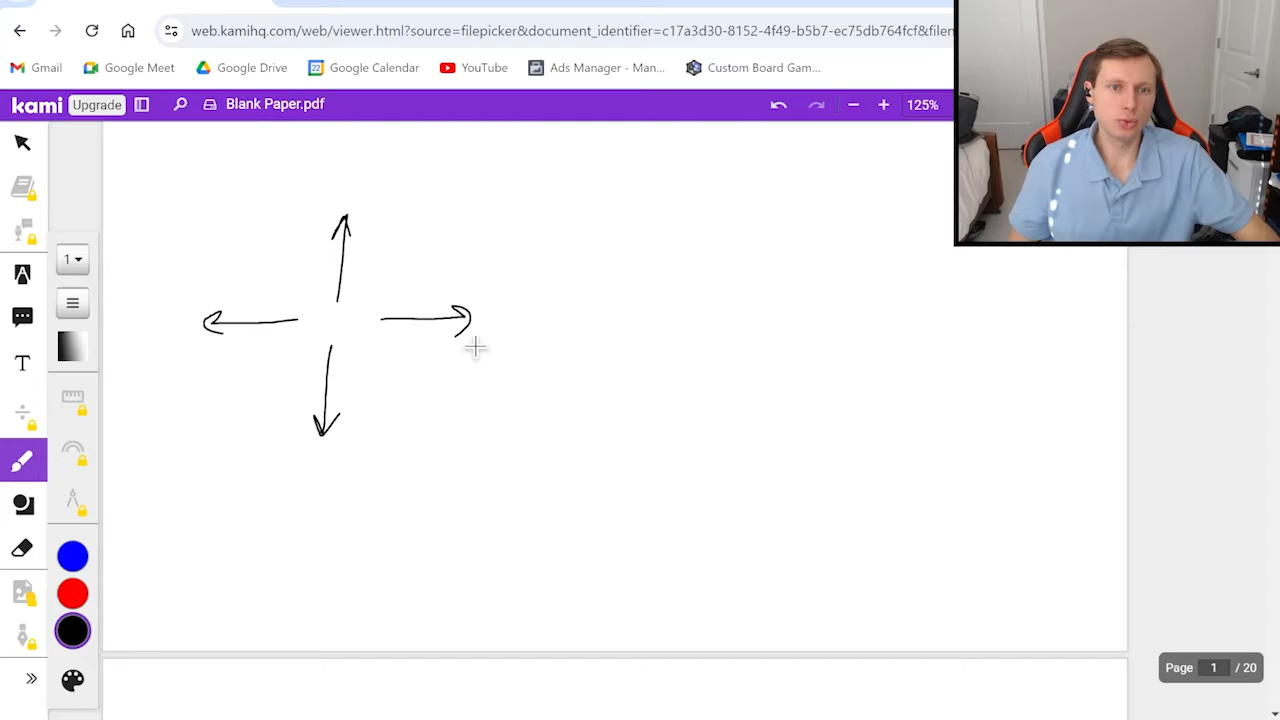 web.kamihq.com/web/viewer.html?source=filepicker&document_identifier=c17a3d30-8152-4f49-b5b7-ec75db764fcf&filen
Gmail
Google Meet
Google Drive
22
Google Calendar
YouTube
Ads Manager - Man...
Custom Board Gam...
kami
Upgrade
Blank Paper.pdf
125%
1
A
T
Page 1 / 20